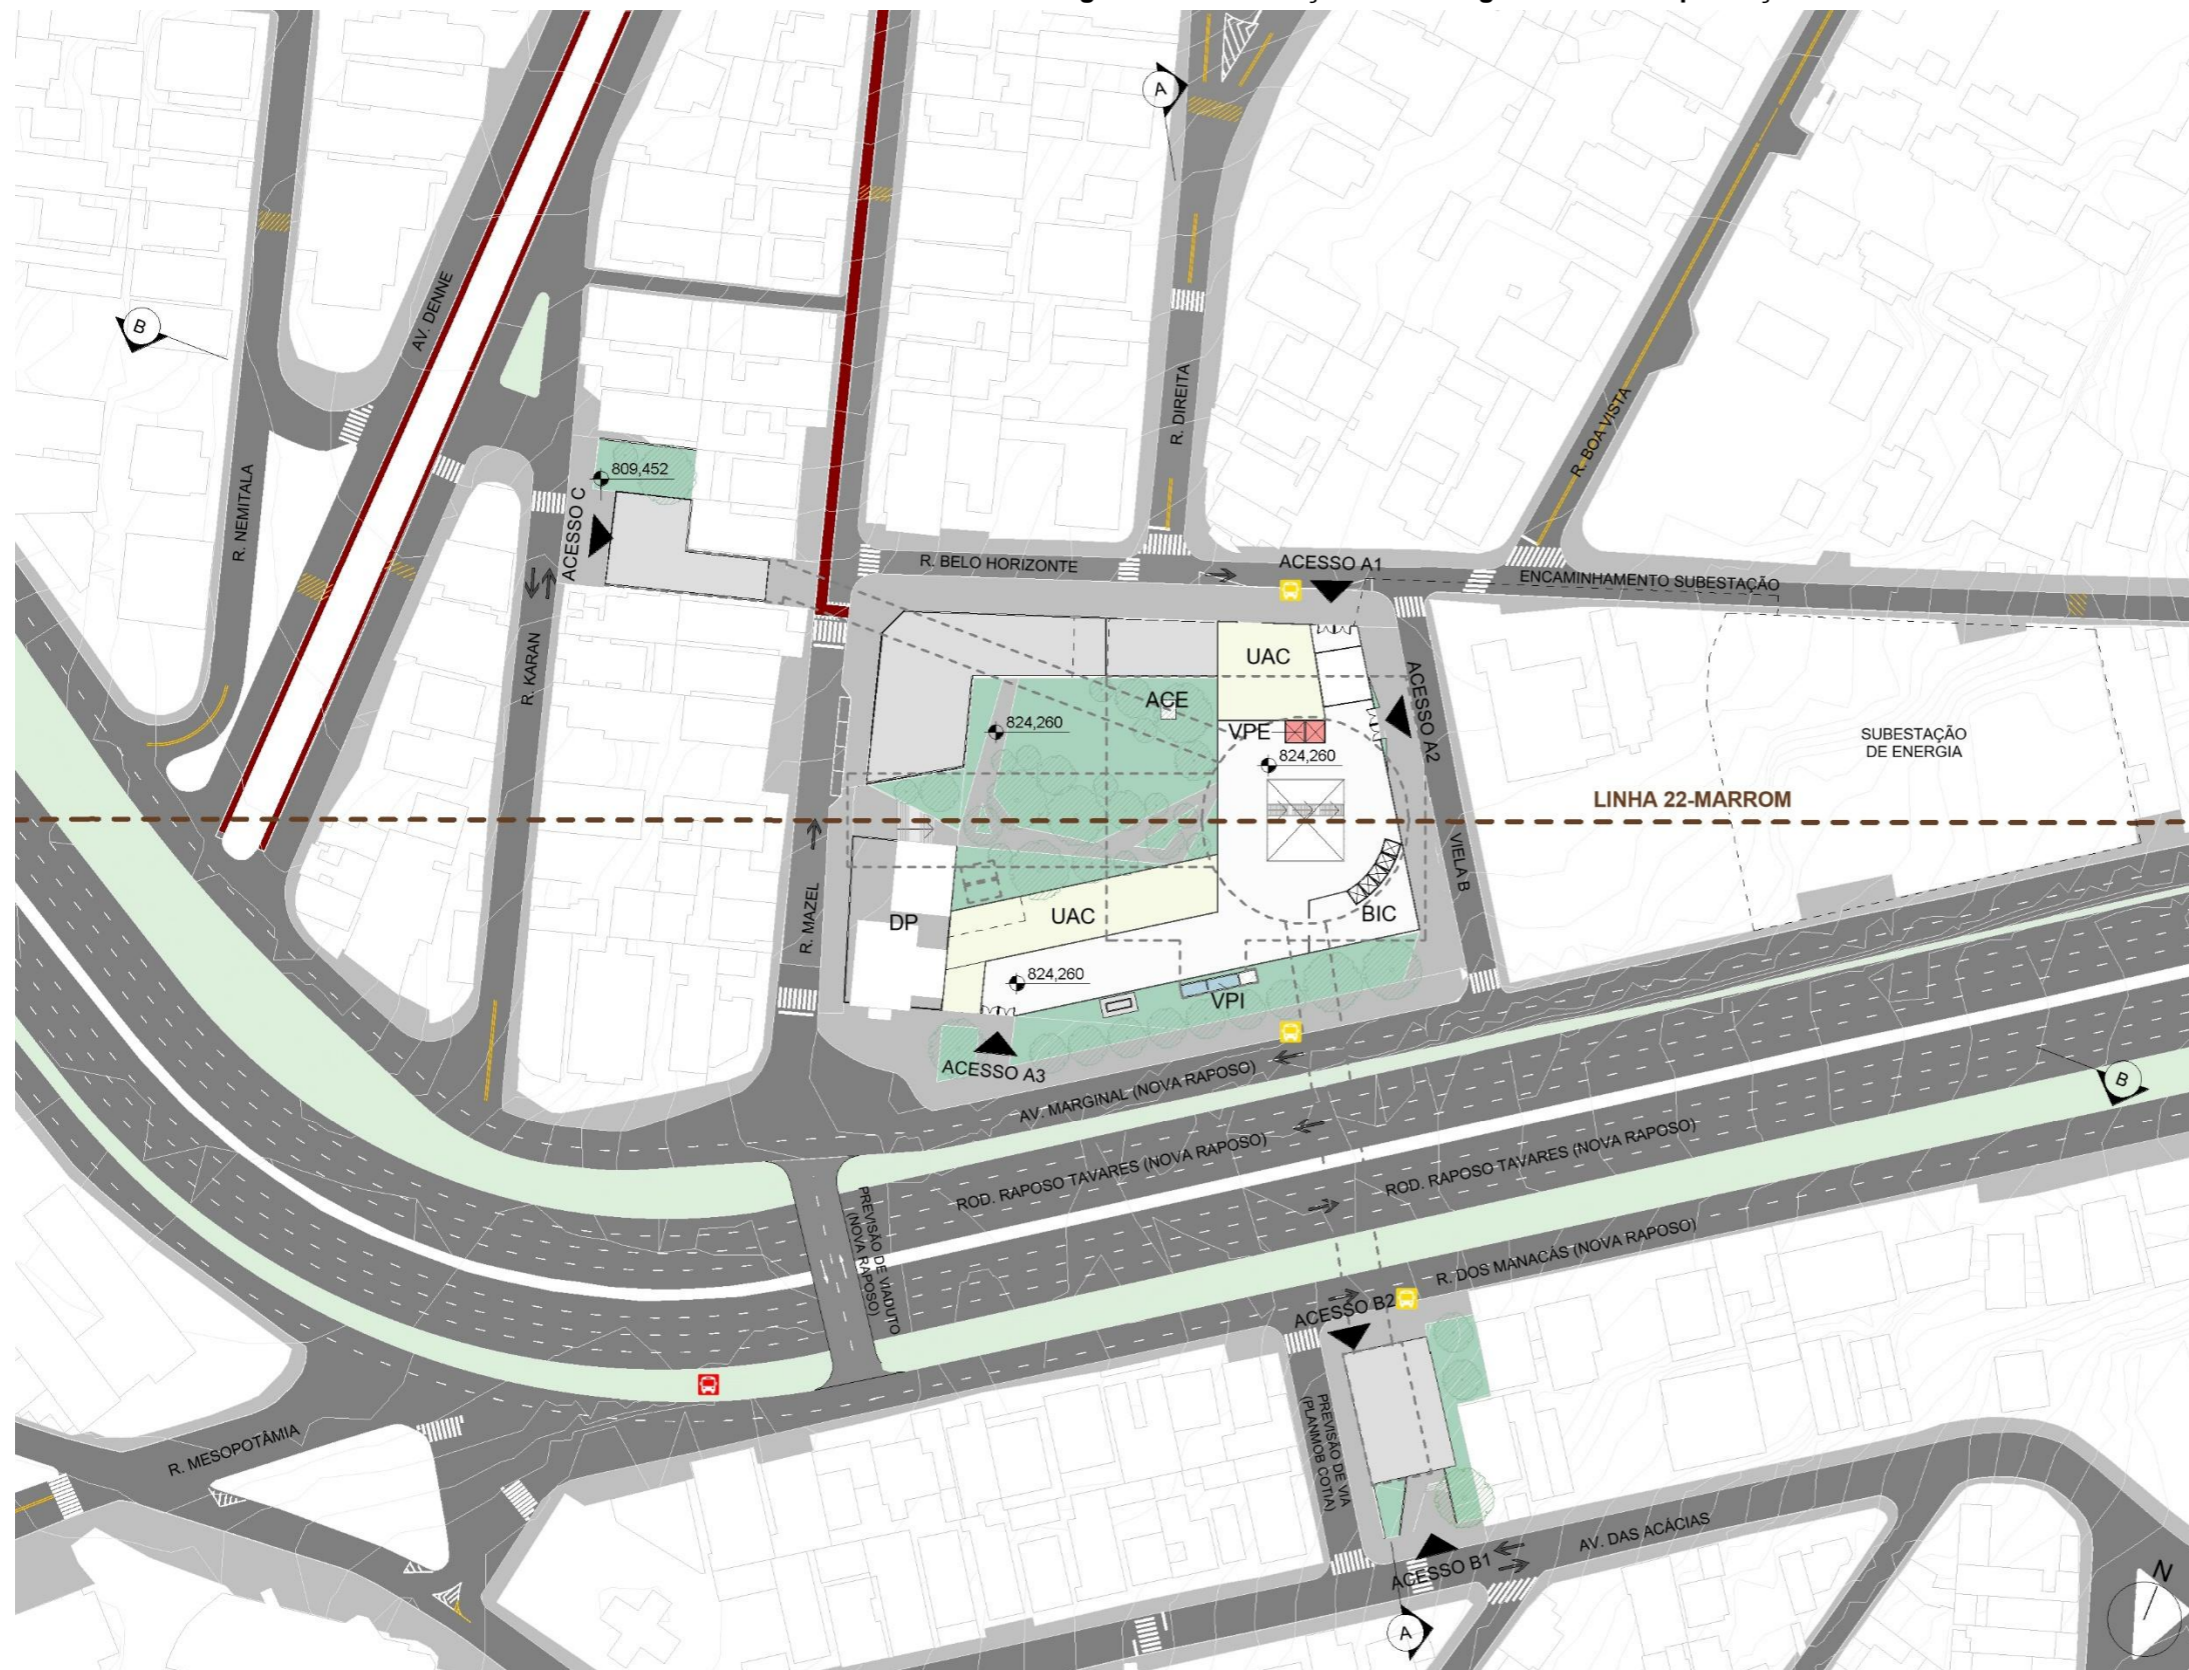 A
B
AV. DENNE
R. DIREITA
R. BOA VISTA
R. NEMITALA
809,452
ACESSO C
R. BELO HORIZONTE
ACESSO A1
ENCAMINHAMENTO SUBESTAÇÃO
R. KARAN
UAC
ACE
ACESSO A2
824,260
VPE
824,260
SUBESTAÇÃO
DE ENERGIA
LINHA 22-MARROM
VIELA B
R. MAZEL
DP
UAC
BIC
824,260
VPI
ACESSO A3
AV. MARGINAL (NOVA RAPOSO)
B
ROD. RAPOSO TAVARES (NOVA RAPOSO)
ROD. RAPOSO TAVARES (NOVA RAPOSO)
PREVISÃO DE VIADUTO
(NOVA RAPOSO)
R. DOS MANACÁS (NOVA RAPOSO)
ACESSO B2
PREVISÃO DE VIA
(PLANMOB COTIA)
R. MESOPOTÂMIA
AV. DAS ACÁCIAS
ACESSO B1
A
N